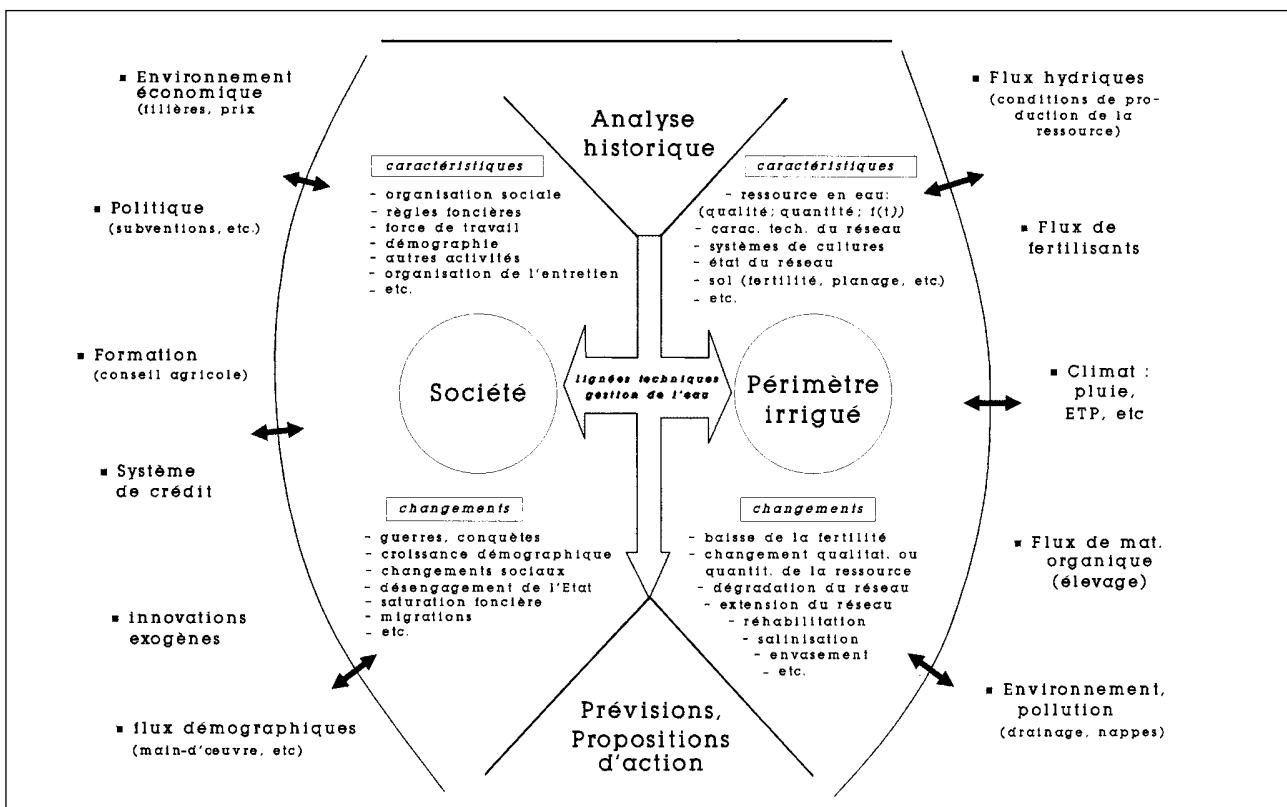 ▪ Environnement
économique
(filières, prix
▪ Politique
(subventions, etc.)
▪ Formation
(conseil agricole)
▪ Système
de crédit
▪ innovations
exogènes
▪ flux démographiques
(main-d'œuvre, etc)
Analyse
historique
caractéristiques
- organisation sociale
- règles foncières
- force de travail
- démographie
- autres activités
- organisation de l'entretien
- etc.
Société
changements
- guerres, conquètes
- croissance démographique
- changements sociaux
- désengagement de l'Etat
- saturation foncière
- migrations
- etc.
lignées techniques
gestion de l'eau
caractéristiques
- ressource en eau:
(qualité; quantité; f(t))
- carac. tech. du réseau
- systèmes de cultures
- état du réseau
- sol (fertilité, planage, etc.)
- etc.
Périmètre
irrigué
changements
- baisse de la fertilité
- changement qualitat. ou
quantit. de la ressource
- dégradation du réseau
- extension du réseau
- réhabilitation
- salinisation
- envasement
- etc.
Prévisions,
Propositions
d'action
▪ Flux hydriques
(conditions de pro-
duction de la
ressource)
▪ Flux de
fertilisants
▪ Climat :
pluie,
ETP, etc
▪ Flux de mat.
organique
(élevage)
▪ Environnement,
pollution
(drainage, nappes)